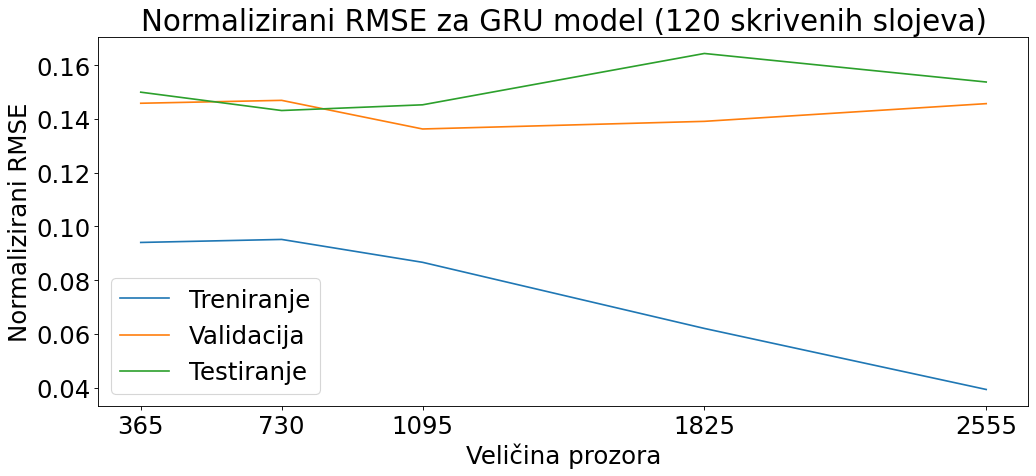 Normalizirani RMSE za GRU model (120 skrivenih slojeva)
Normalizirani RMSE
0.16
0.14
0.12
0.10
0.08
0.06
0.04
Treniranje
Validacija
Testiranje
365 730 1095 1825 2555
Veličina prozora